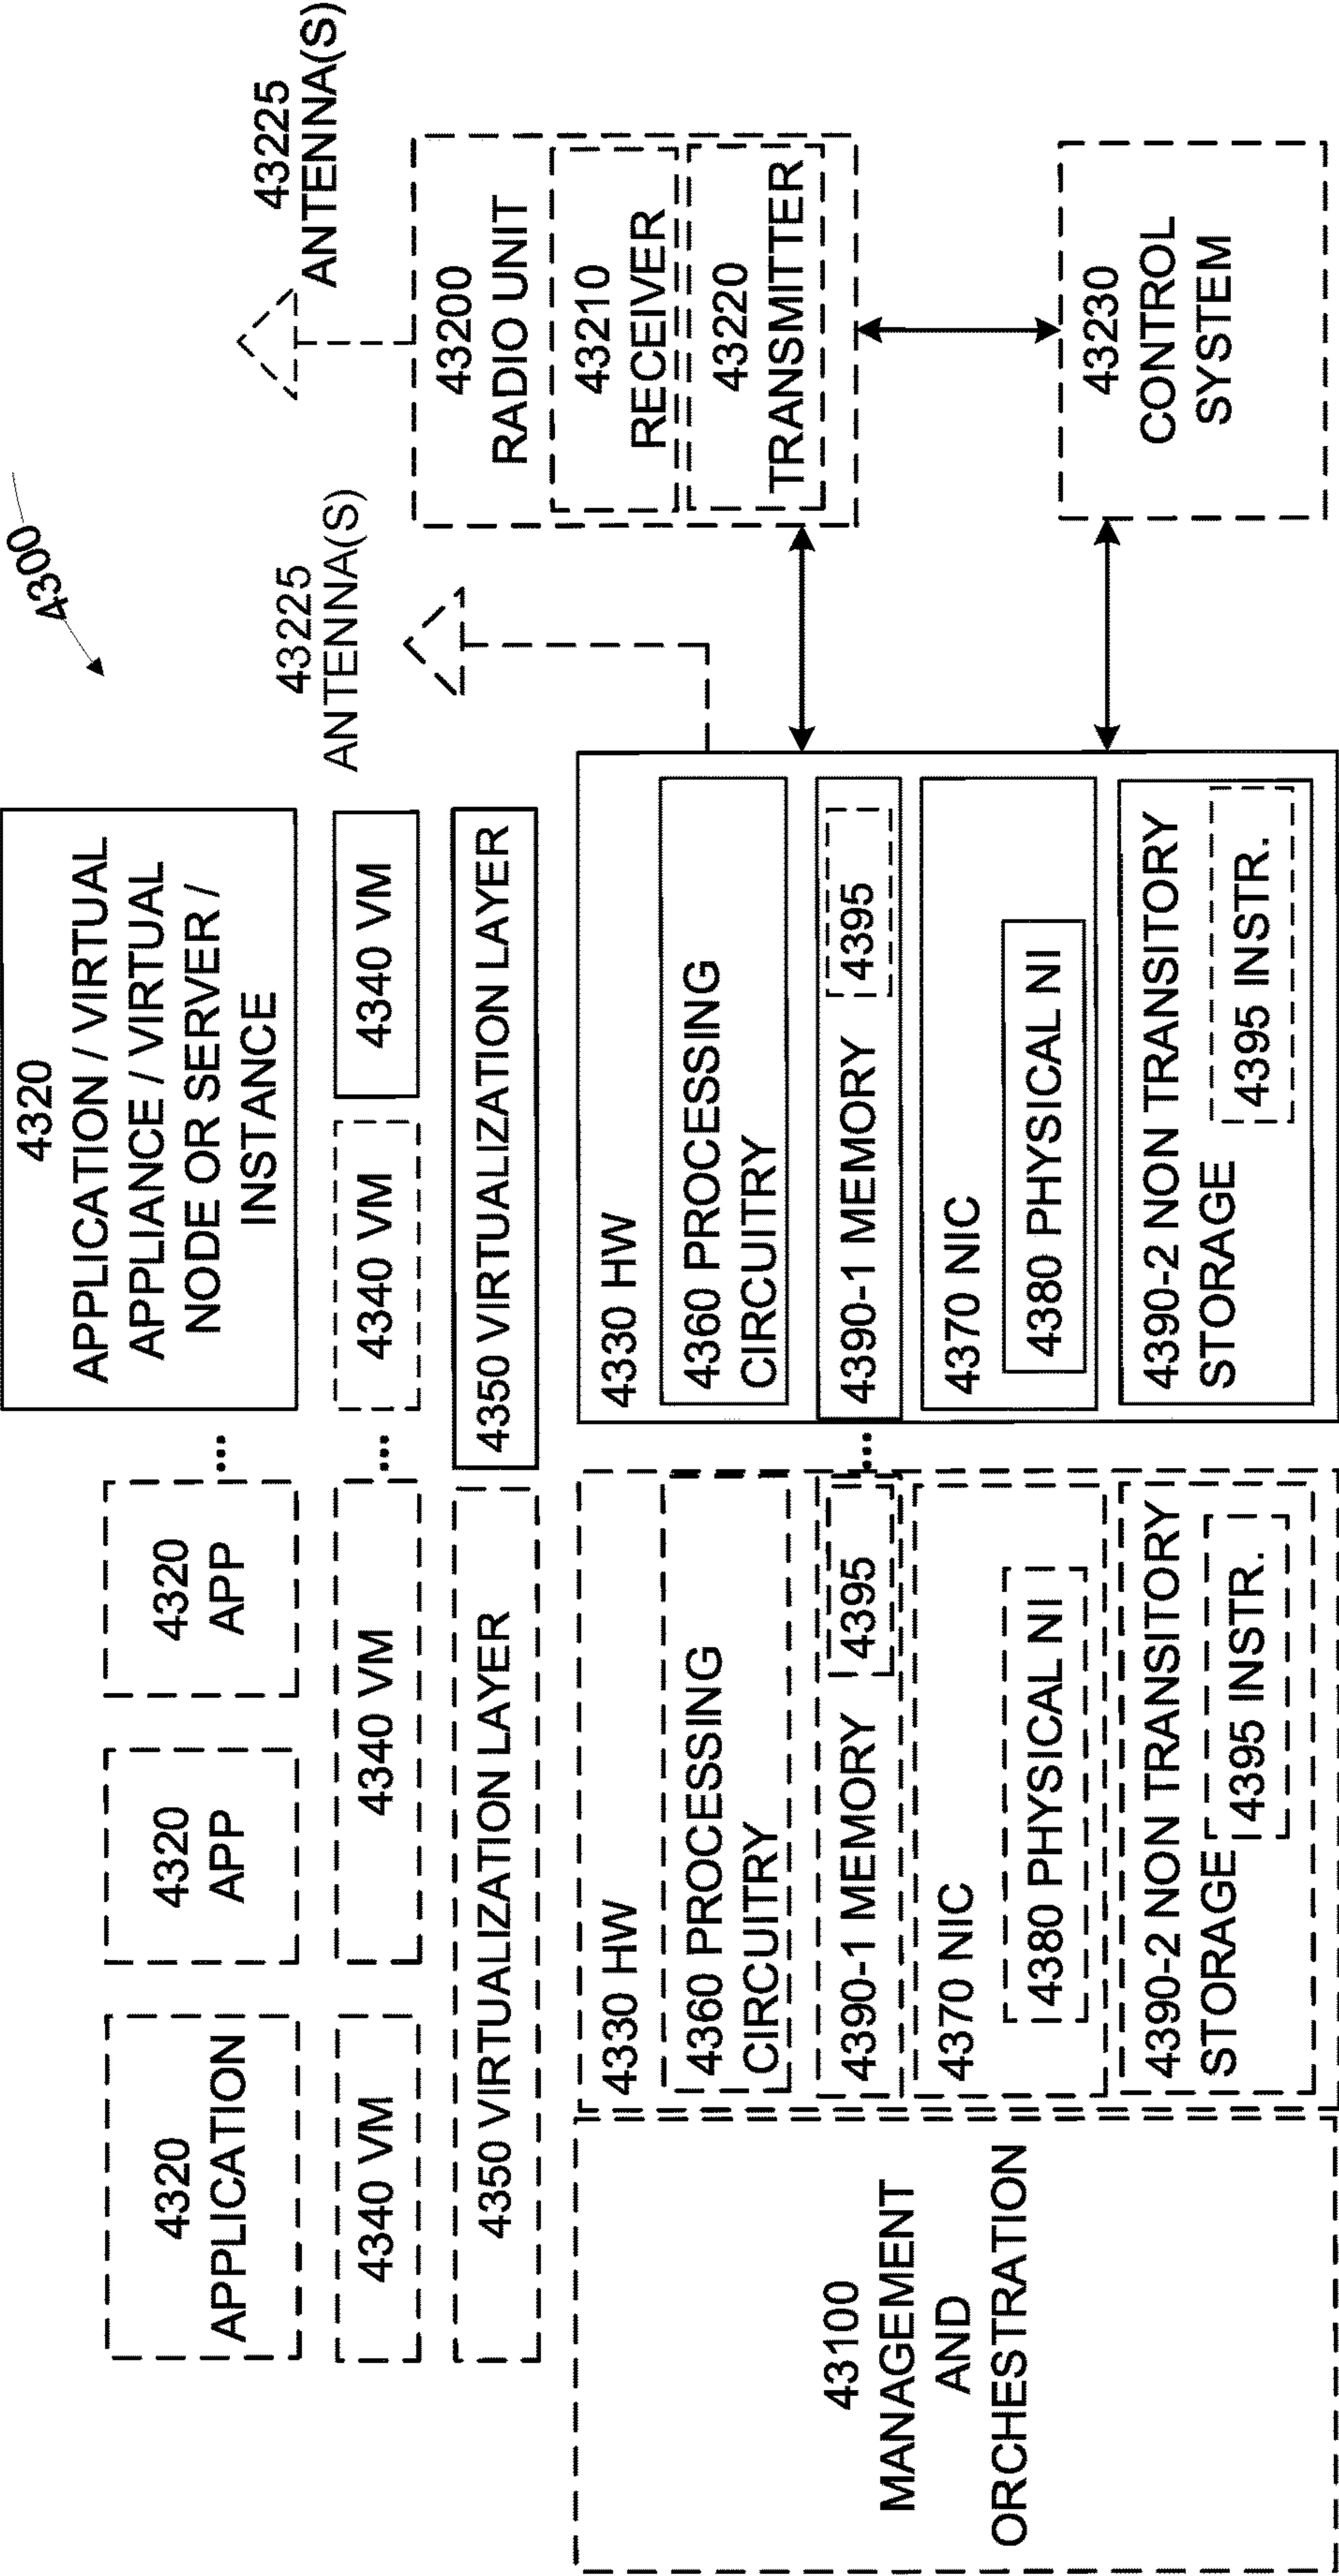 4300
4320
APPLICATION
4320
APP
4320
APP
...
4320
APPLICATION / VIRTUAL
APPLIANCE / VIRTUAL
NODE OR SERVER /
INSTANCE
4340 VM
4340 VM
...
4340 VM
4340 VM
4350 VIRTUALIZATION LAYER
4350 VIRTUALIZATION LAYER
43100
MANAGEMENT
AND
ORCHESTRATION
4330 HW
4360 PROCESSING
CIRCUITRY
4390-1 MEMORY
4395
4370 NIC
4380 PHYSICAL NI
4390-2 NON TRANSITORY
STORAGE
4395 INSTR.
...
4330 HW
4360 PROCESSING
CIRCUITRY
4390-1 MEMORY
4395
4370 NIC
4380 PHYSICAL NI
4390-2 NON TRANSITORY
STORAGE
4395 INSTR.
43225
ANTENNA(S)
43225
ANTENNA(S)
43200
RADIO UNIT
43210
RECEIVER
43220
TRANSMITTER
43230
CONTROL
SYSTEM